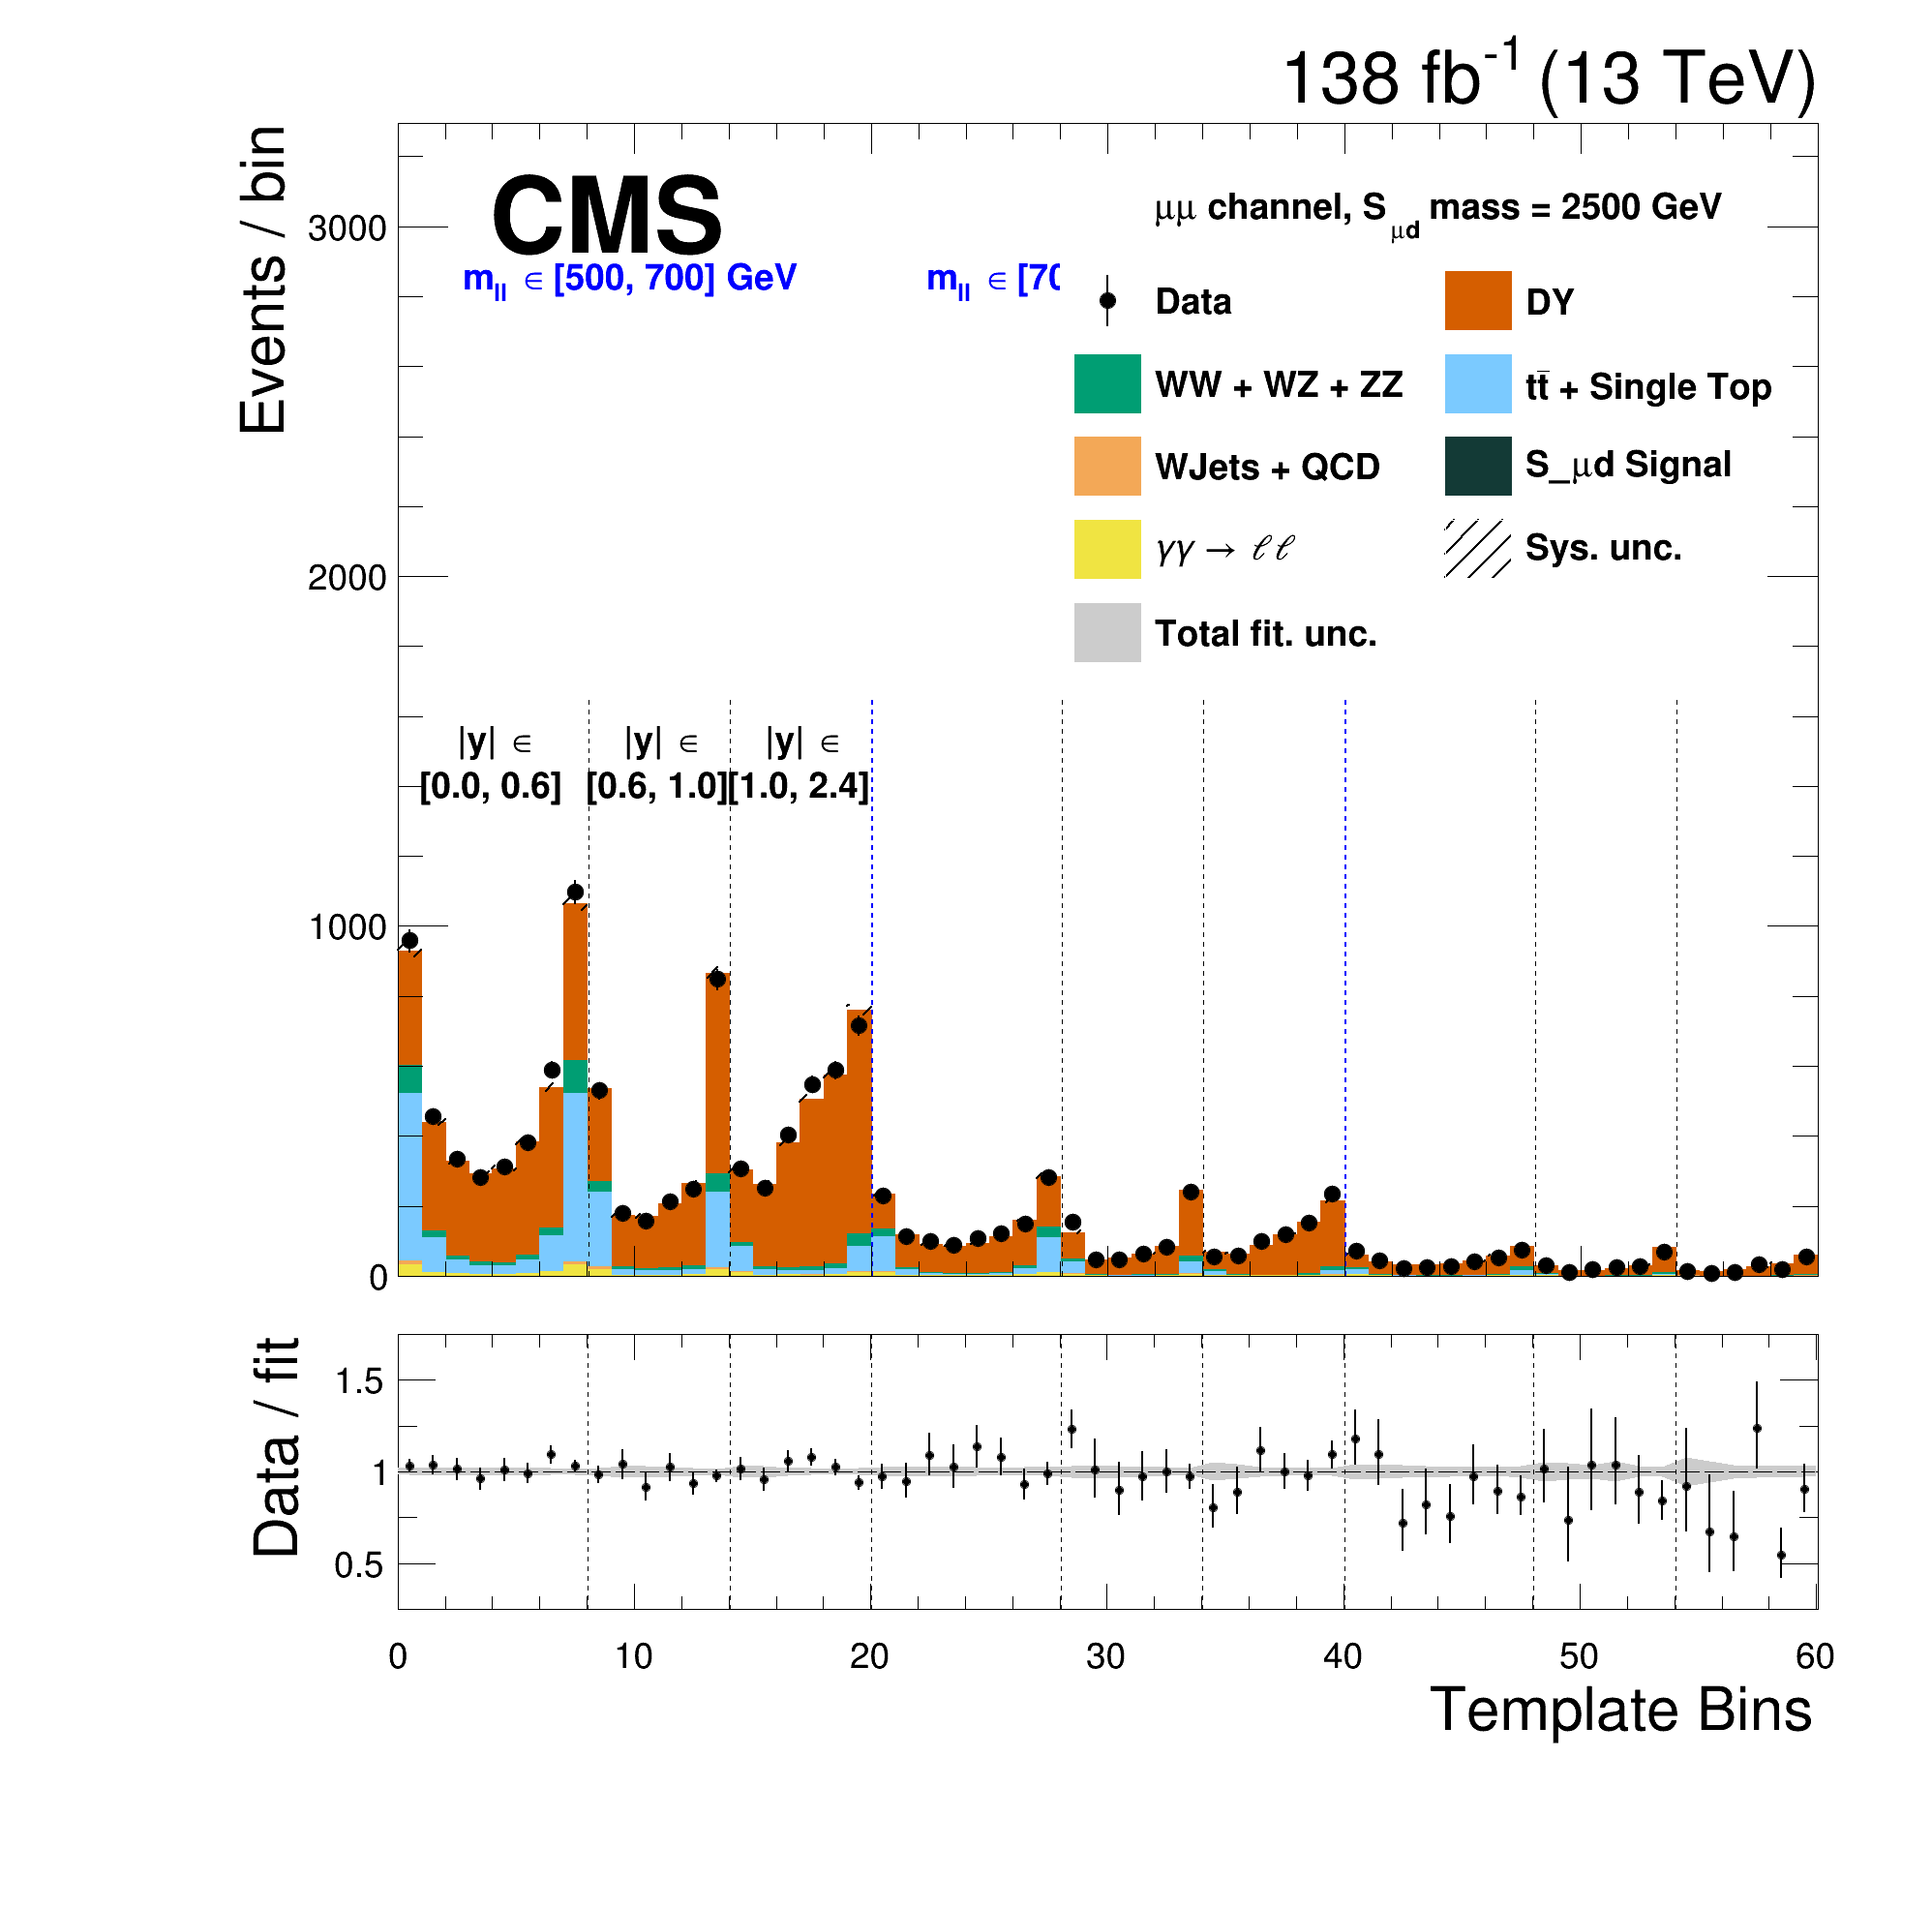 138 fb-1 (13 TeV)
Events / bin
CMS
μμ channel, Sμd mass = 2500 GeV
mll ∈ [500, 700] GeV
mll ∈ [70
Data
DY
WW + WZ + ZZ
tt̄ + Single Top
WJets + QCD
S_μd Signal
γγ → ℓℓ
Sys. unc.
Total fit. unc.
3000
2000
1000
0
|y| ∈
[0.0, 0.6]
|y| ∈
[0.6, 1.0]
|y| ∈
[1.0, 2.4]
Data / fit
1.5
1
0.5
0 10 20 30 40 50 60
Template Bins